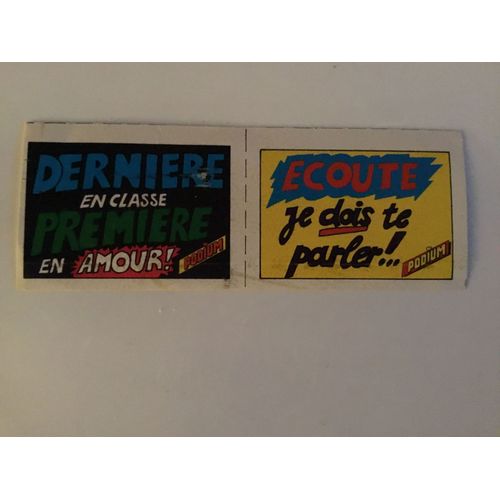 DERNIERE
EN CLASSE
PREMIERE
EN AMOUR!
PODIUM
ECOUTE
je dois te
parler!..
PODIUM